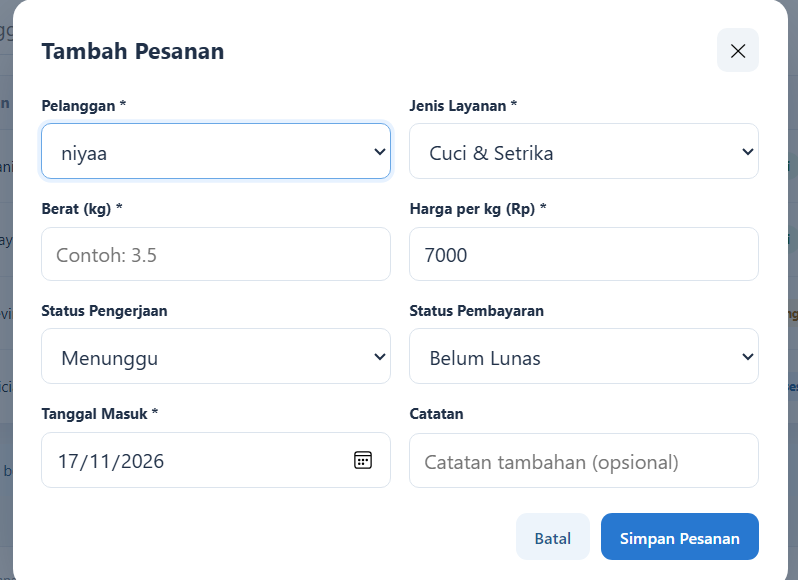 Tambah Pesanan
Pelanggan *
Jenis Layanan *
niyaa
Cuci & Setrika
Berat (kg) *
Harga per kg (Rp) *
Contoh: 3.5
7000
Status Pengerjaan
Status Pembayaran
Menunggu
Belum Lunas
Tanggal Masuk *
Catatan
17/11/2026
Catatan tambahan (opsional)
Batal
Simpan Pesanan